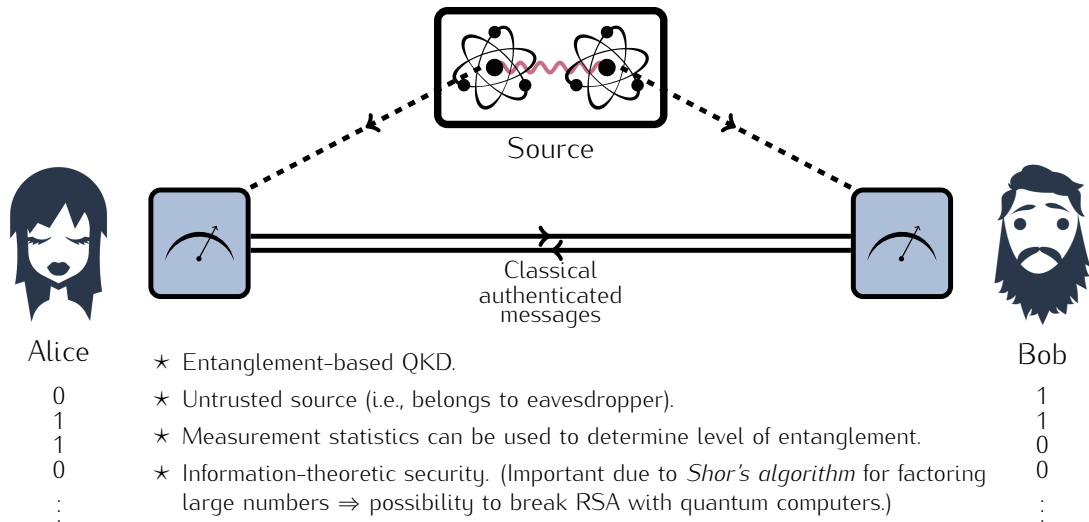 Source
Classical
authenticated
messages
Alice
Bob
0
1
1
0
⋮
★ Entanglement-based QKD.
★ Untrusted source (i.e., belongs to eavesdropper).
★ Measurement statistics can be used to determine level of entanglement.
★ Information-theoretic security. (Important due to Shor's algorithm for factoring
large numbers ⇒ possibility to break RSA with quantum computers.)
1
1
0
0
⋮